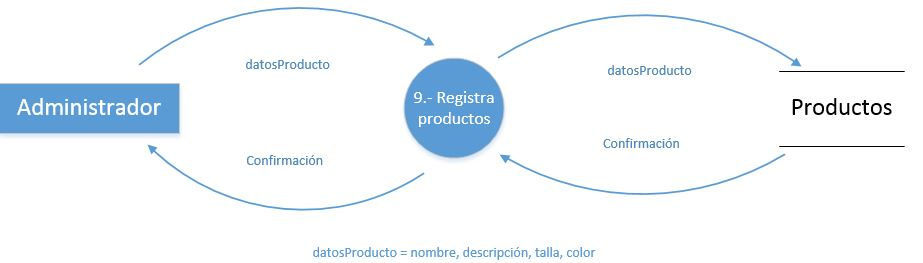 datosProducto
datosProducto
Administrador
9.- Registra
productos
Productos
Confirmación
Confirmación
datosProducto = nombre, descripción, talla, color